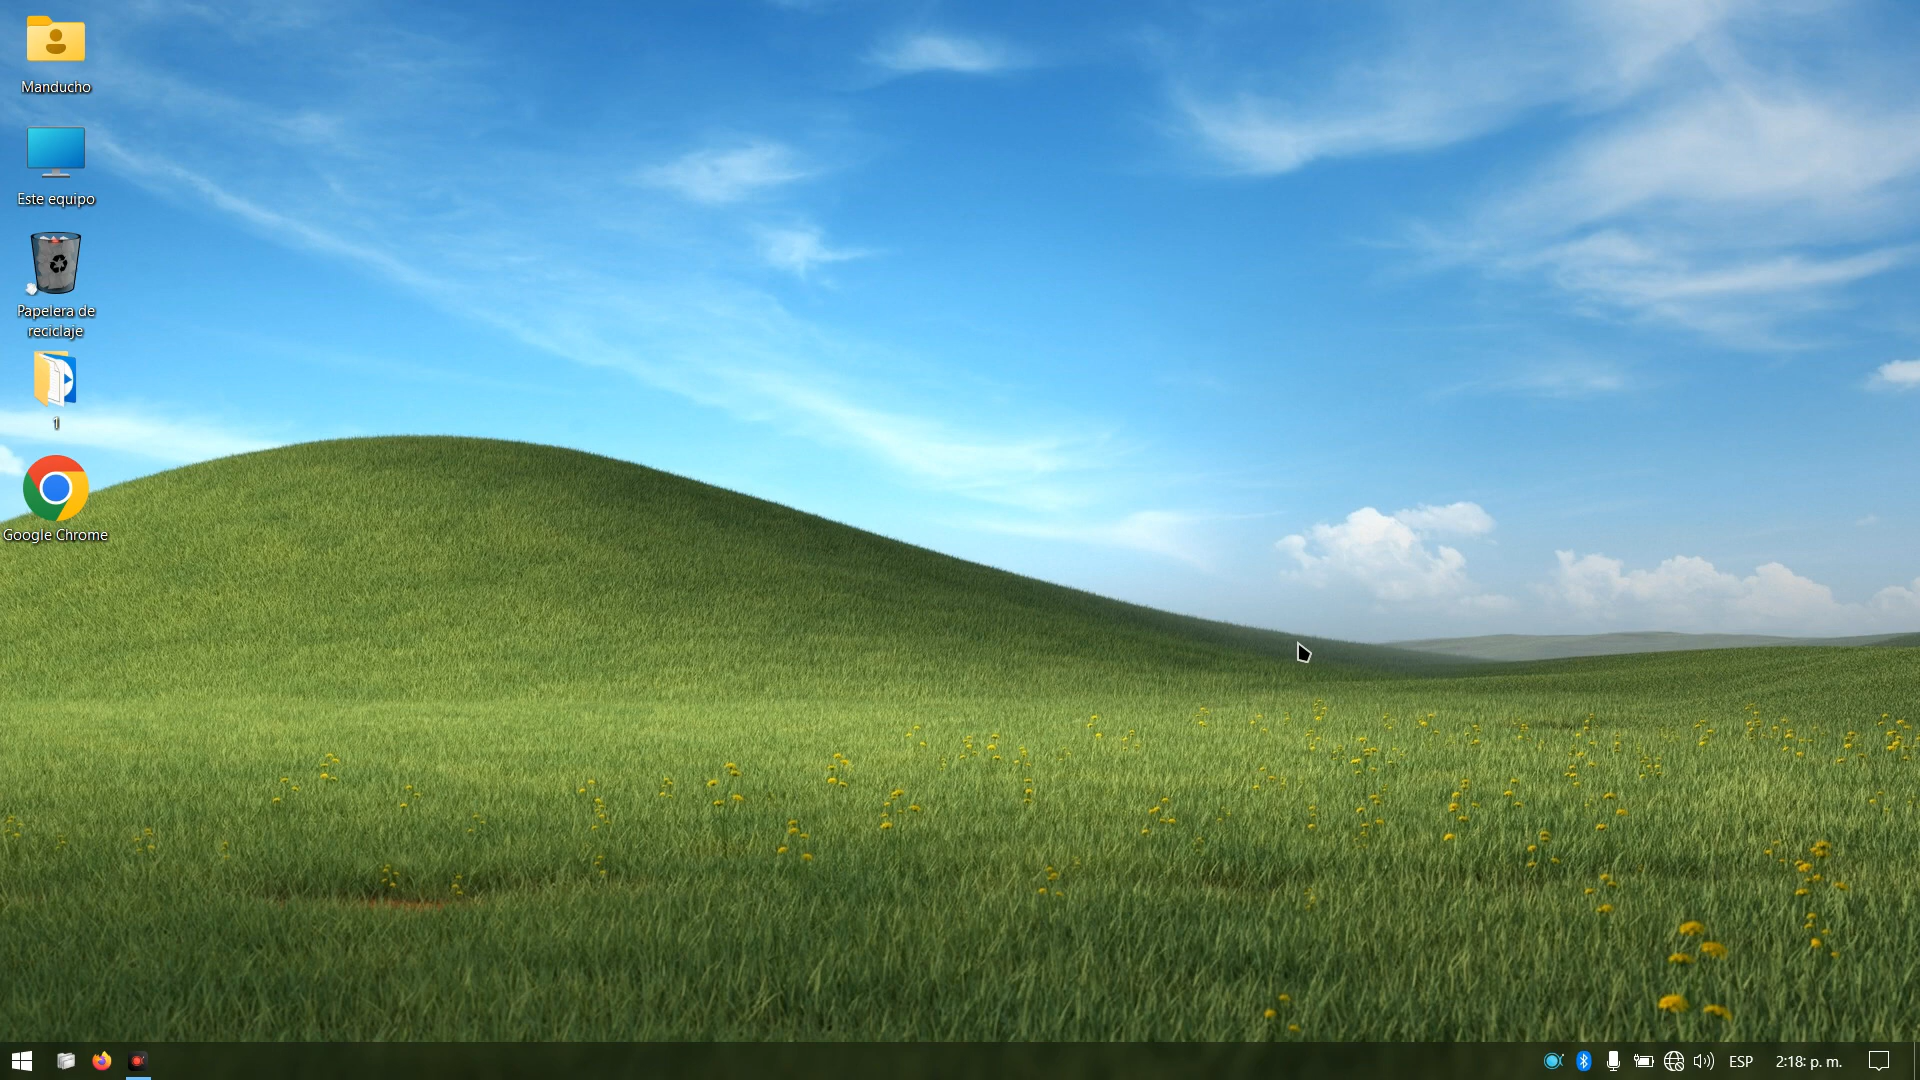 Manducho
Este equipo
Papelera de
reciclaje
1
Google Chrome
ESP
2:18: p. m.